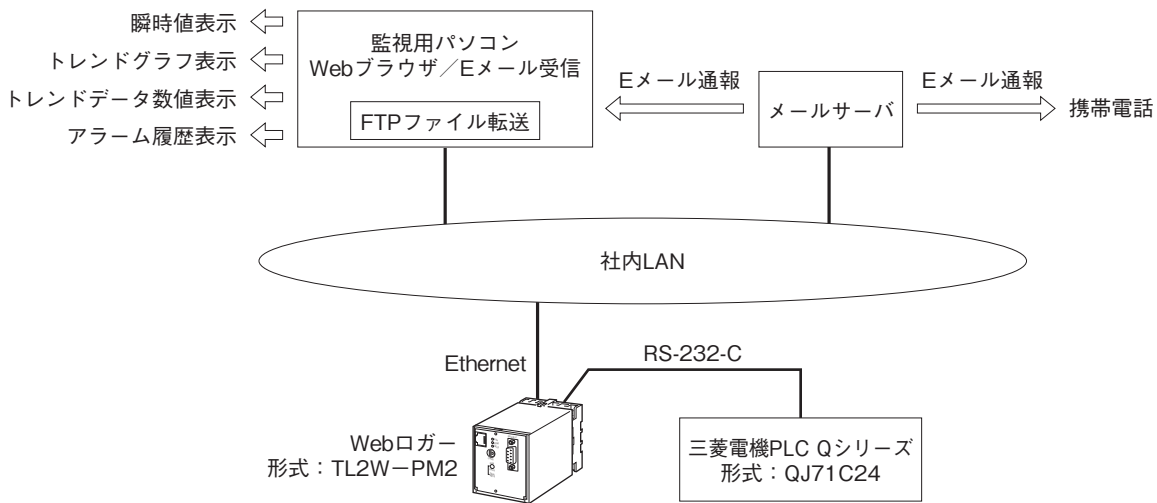 瞬時値表示
トレンドグラフ表示
トレンドデータ数値表示
アラーム履歴表示
監視用パソコン
Webブラウザ／Eメール受信
FTPファイル転送
Eメール通報
メールサーバ
Eメール通報
携帯電話
社内LAN
Ethernet
RS-232-C
Webロガー
形式：TL2W－PM2
三菱電機PLC Qシリーズ
形式：QJ71C24